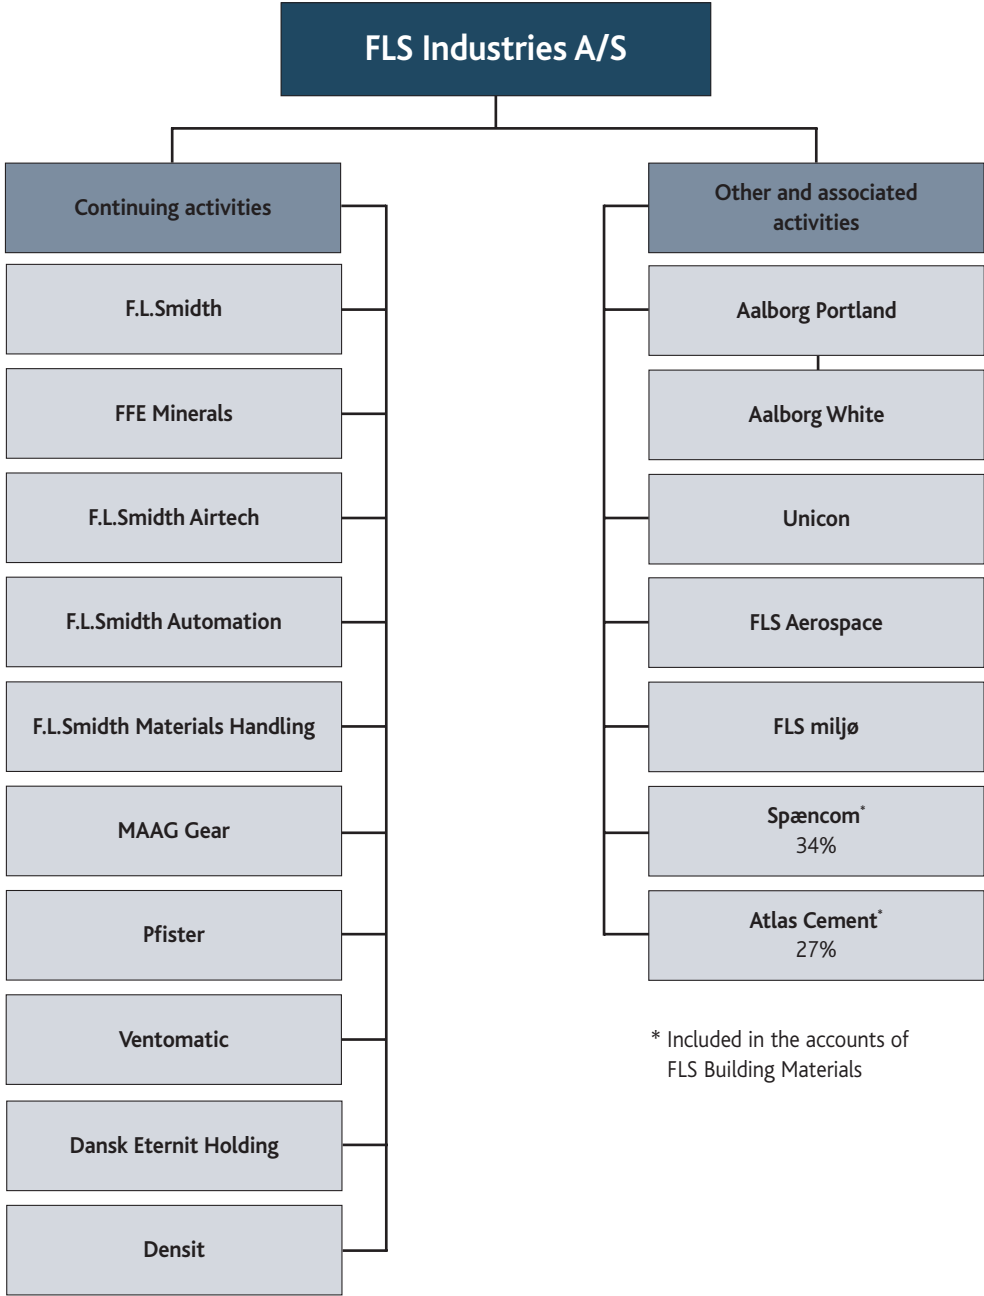 FLS Industries A/S
Continuing activities
F.L.Smidth
FFE Minerals
F.L.Smidth Airtech
F.L.Smidth Automation
F.L.Smidth Materials Handling
MAAG Gear
Pfister
Ventomatic
Dansk Eternit Holding
Densit
Other and associated
activities
Aalborg Portland
Aalborg White
Unicon
FLS Aerospace
FLS miljø
Spæncom*
34%
Atlas Cement*
27%
* Included in the accounts of
FLS Building Materials